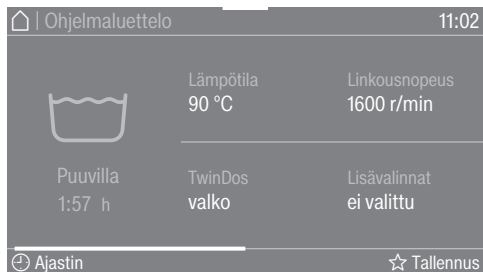 | Ohjelmaluettelo 11:02
Lämpötila Linkousnopeus
90 °C 1600 r/min
Puuvilla TwinDos Lisävalinnat
1:57 h valko ei valittu
Ajastin Tallennus